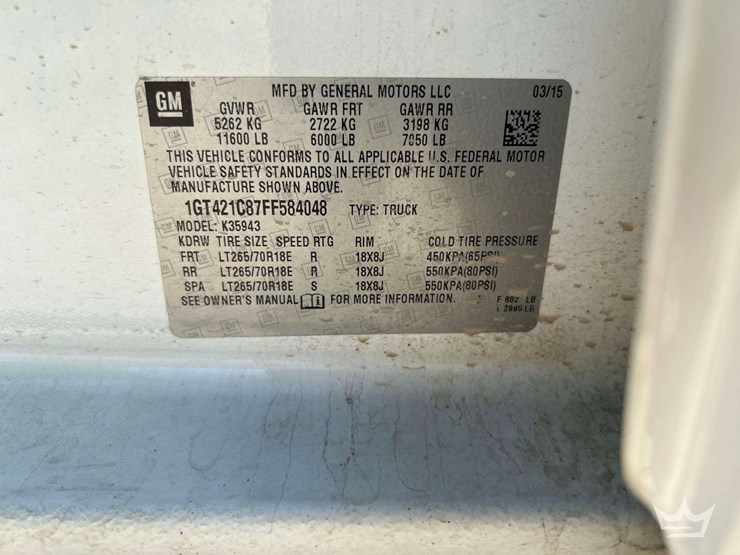 GM
MFD BY GENERAL MOTORS LLC 03/15
GVWR GAWR FRT GAWR RR
5262 KG 2722 KG 3198 KG
11600 LB 6000 LB 7050 LB
THIS VEHICLE CONFORMS TO ALL APPLICABLE U.S. FEDERAL MOTOR
VEHICLE SAFETY STANDARDS IN EFFECT ON THE DATE OF
MANUFACTURE SHOWN ABOVE.
1GT421C87FF584048 TYPE: TRUCK
MODEL: K35943
KDRW TIRE SIZE SPEED RTG RIM COLD TIRE PRESSURE
FRT LT265/70R18E R 18X8J 450KPA(65PSI)
RR LT265/70R18E R 18X8J 550KPA(80PSI)
SPA LT265/70R18E S 18X8J 550KPA(80PSI)
SEE OWNER'S MANUAL FOR MORE INFORMATION.
F 802 LB
LB